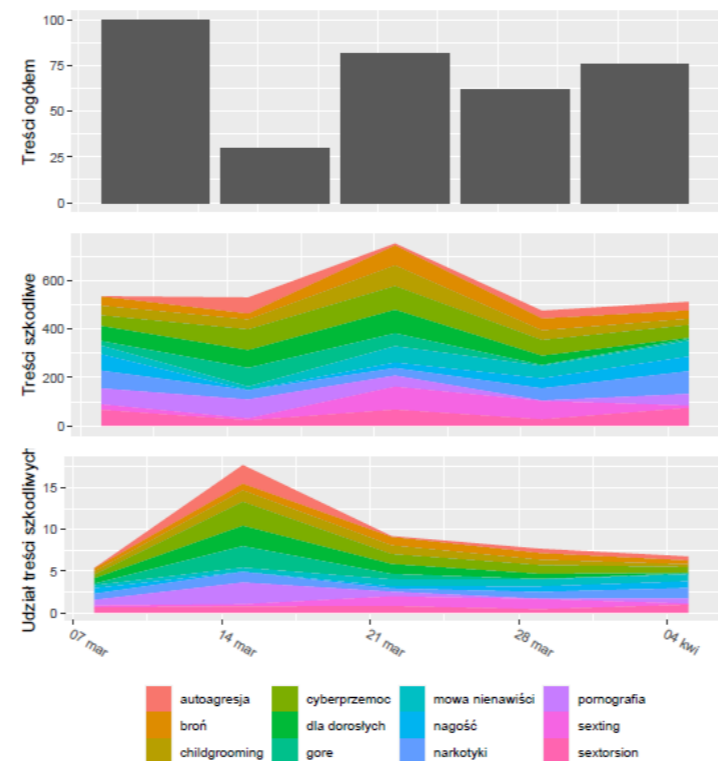 Treści ogółem
100
75
50
25
0
Treści szkodliwe
600
400
200
0
Udział treści szkodliwych
15
10
5
0
07 mar
14 mar
21 mar
28 mar
04 kwi
autoagresja cyberprzemoc mowa nienawiści pornografia
broń dla dorosłych nagość sexting
childgrooming gore narkotyki sextorsion